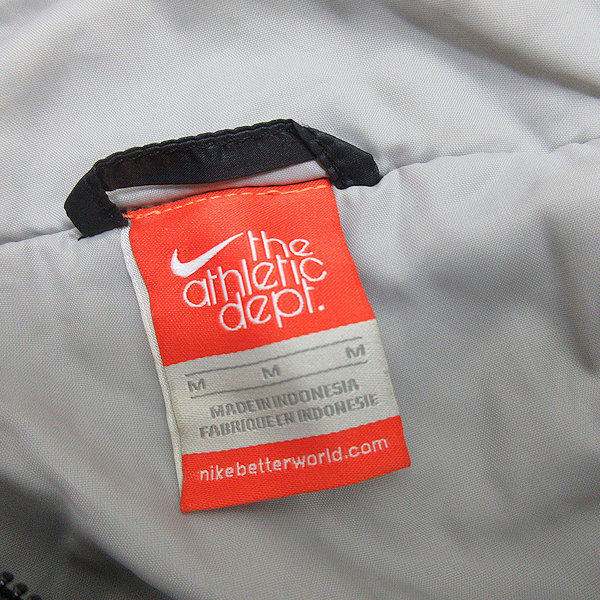 the
athletic
dept.
M M M
MADE IN INDONESIA
FABRIQUE EN INDONESIE
nikebetterworld.com